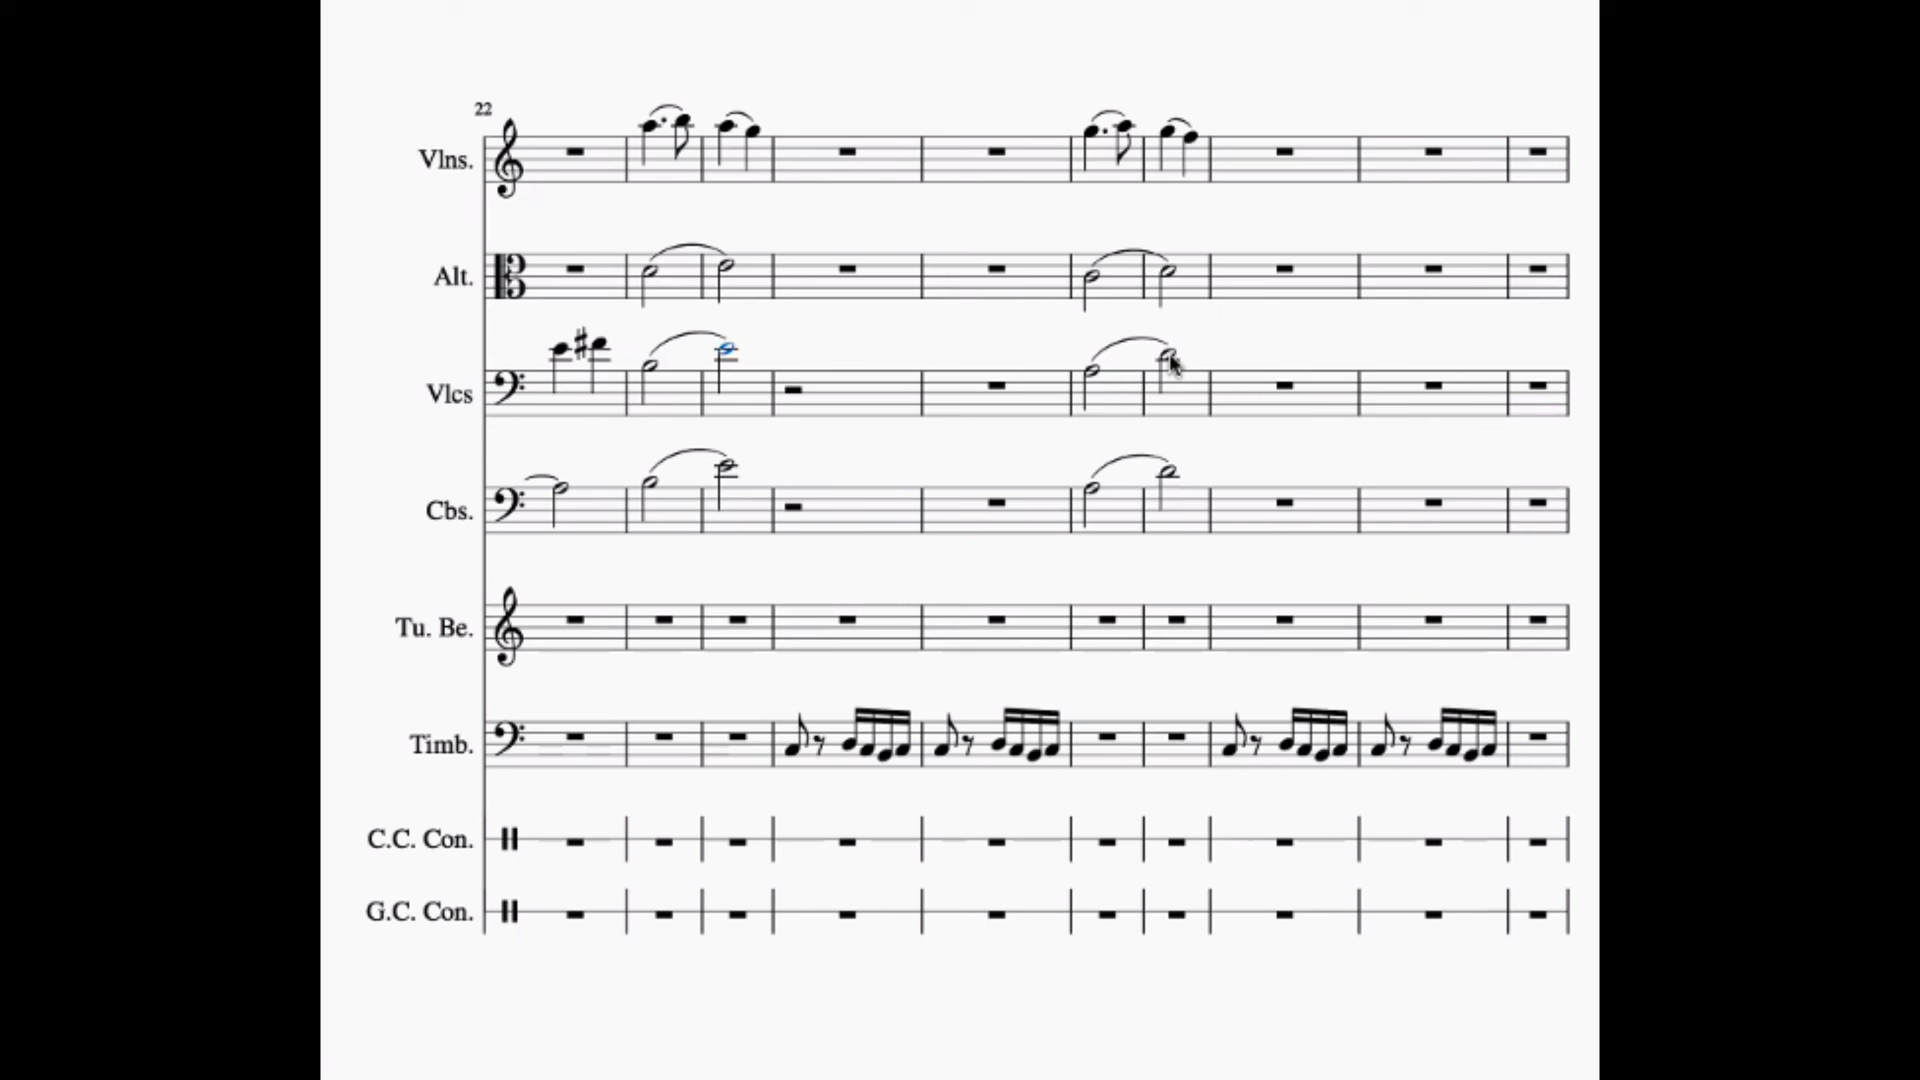 22
Vlns.
Alt.
Vlcs
Cbs.
Tu. Be.
Timb.
C.C. Con.
G.C. Con.